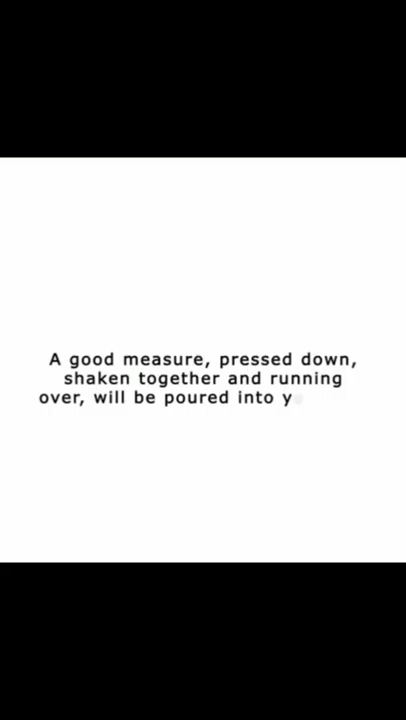 A good measure, pressed down,
shaken together and running
over, will be poured into y